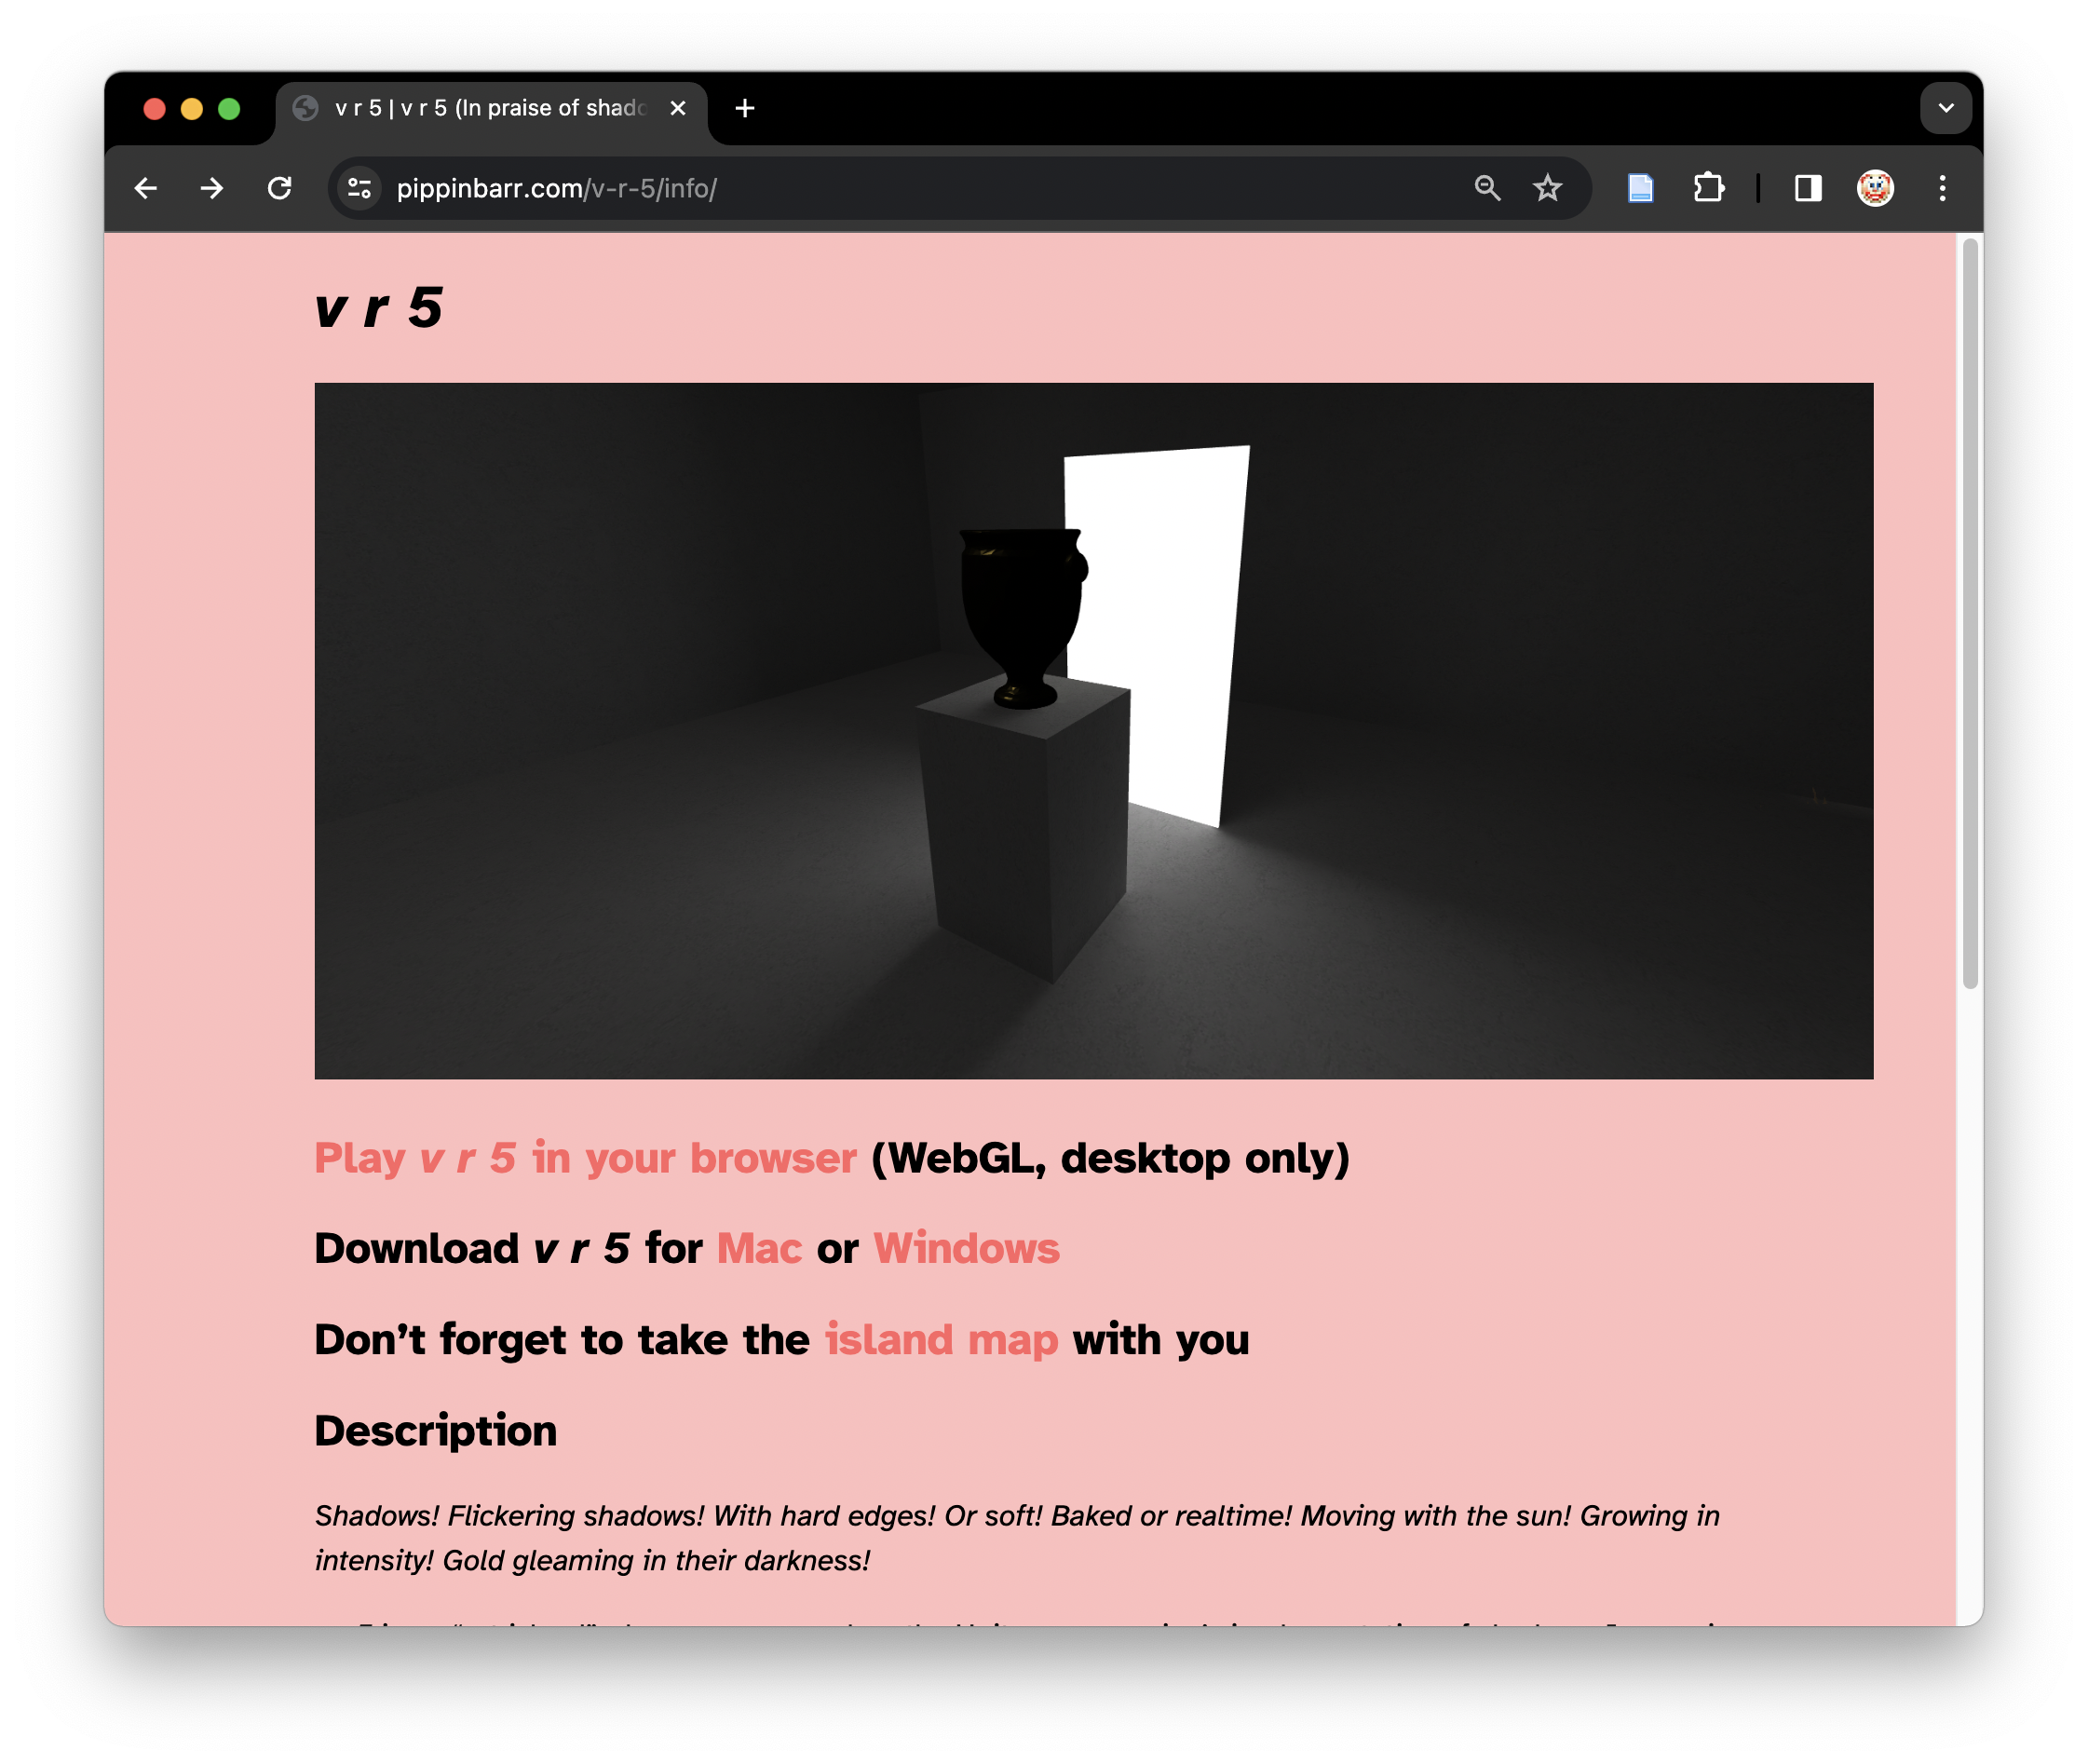 v r 5 | v r 5 (In praise of shado
pippinbarr.com/v-r-5/info/
v r 5
Play v r 5 in your browser (WebGL, desktop only)
Download v r 5 for Mac or Windows
Don’t forget to take the island map with you
Description
Shadows! Flickering shadows! With hard edges! Or soft! Baked or realtime! Moving with the sun! Growing in
intensity! Gold gleaming in their darkness!